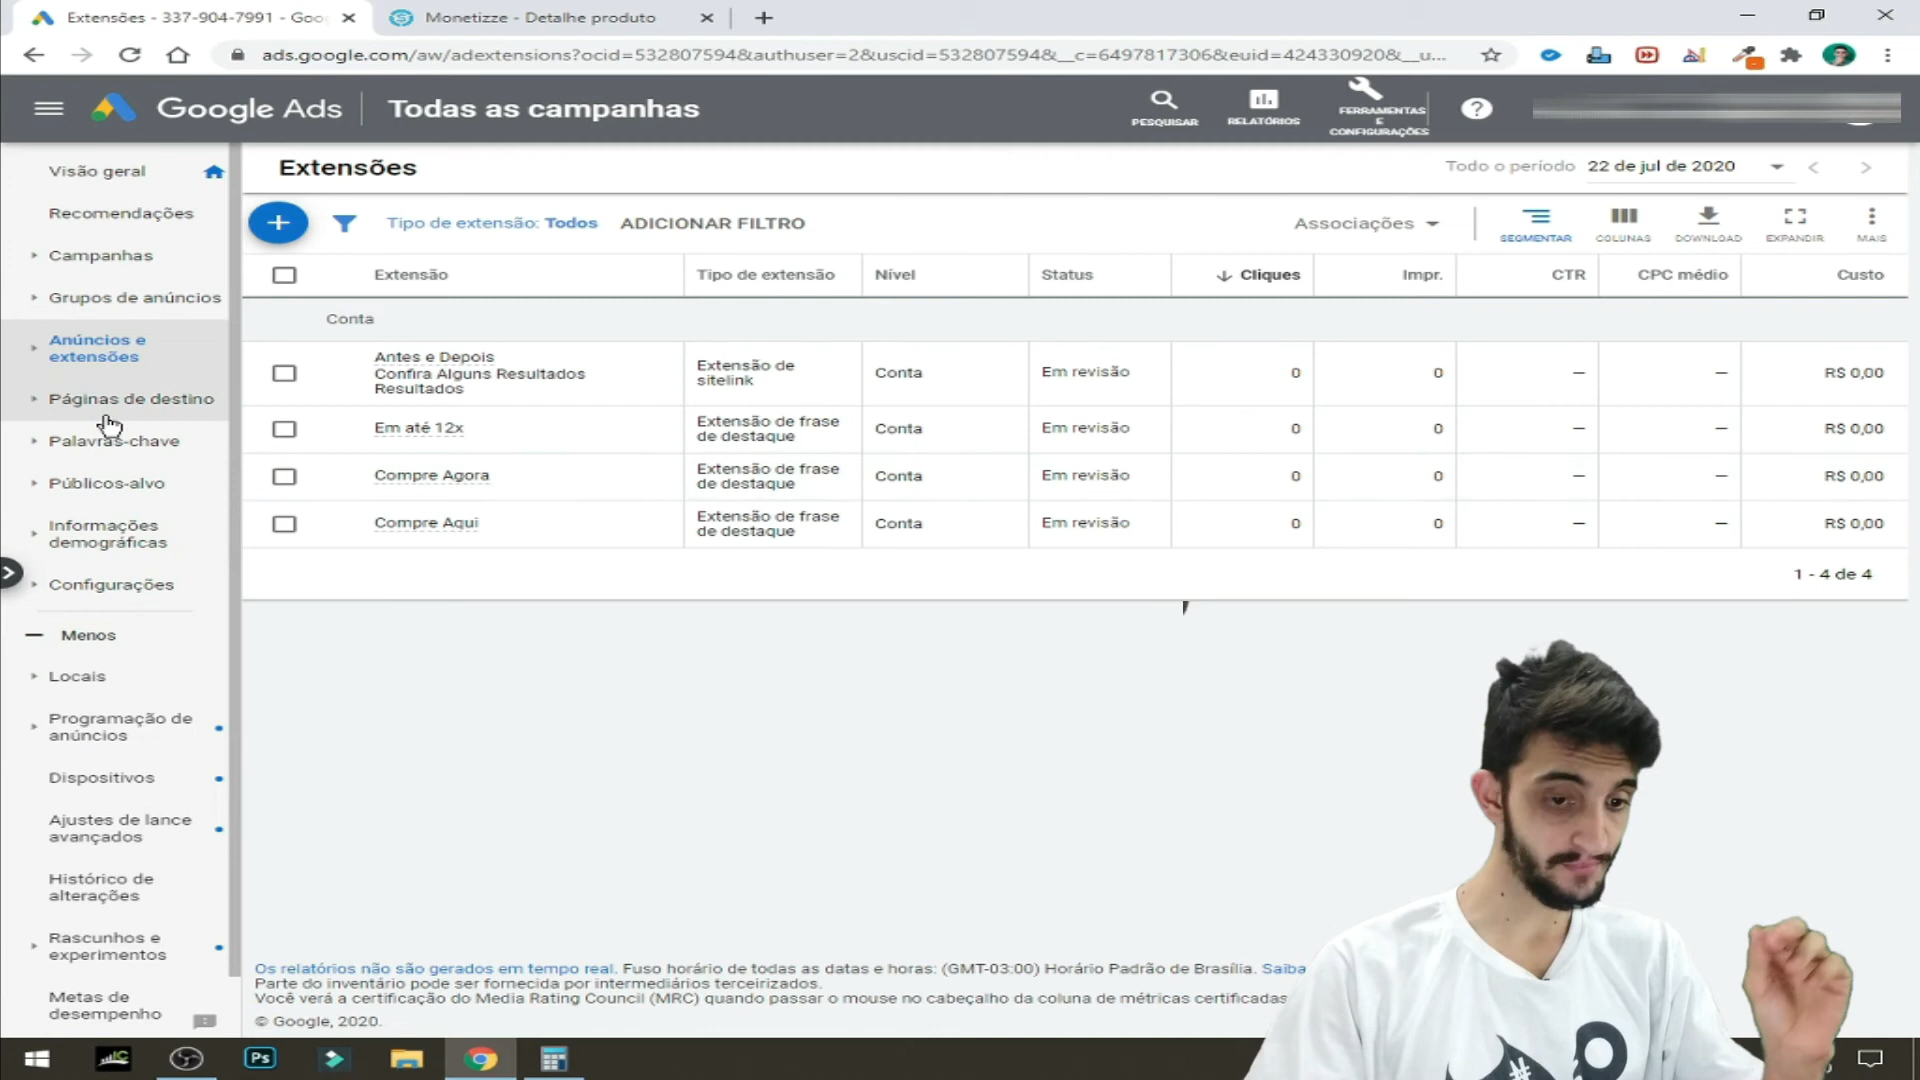 Extensões - 337-904-7991 - Goo
Monetizze - Detalhe produto
ads.google.com/aw/adextensions?ocid=532807594&authuser=2&uscid=532807594&__c=6497817306&euid=424330920&__u...
Google Ads
Todas as campanhas
PESQUISAR
RELATÓRIOS
FERRAMENTAS
E
CONFIGURAÇÕES
Visão geral
Recomendações
Campanhas
Grupos de anúncios
Anúncios e
extensões
Páginas de destino
Palavras-chave
Públicos-alvo
Informações
demográficas
Configurações
Menos
Locais
Programação de
anúncios
Dispositivos
Ajustes de lance
avançados
Histórico de
alterações
Rascunhos e
experimentos
Metas de
desempenho
Extensões
Todo o período 22 de jul de 2020
Tipo de extensão: Todos ADICIONAR FILTRO
Associações
SEGMENTAR
COLUNAS
DOWNLOAD
EXPANDIR
MAIS
Extensão Tipo de extensão Nível Status Cliques Impr. CTR CPC médio Custo
Conta
Antes e Depois
Confira Alguns Resultados
Resultados
Extensão de
sitelink
Conta Em revisão 0 0 — — R$ 0,00
Em até 12x
Extensão de frase
de destaque
Conta Em revisão 0 0 — — R$ 0,00
Compre Agora
Extensão de frase
de destaque
Conta Em revisão 0 0 — — R$ 0,00
Compre Aqui
Extensão de frase
de destaque
Conta Em revisão 0 0 — — R$ 0,00
1 - 4 de 4
Os relatórios não são gerados em tempo real. Fuso horário de todas as datas e horas: (GMT-03:00) Horário Padrão de Brasília. Saiba
Parte do inventário pode ser fornecida por intermediários terceirizados.
Você verá a certificação do Media Rating Council (MRC) quando passar o mouse no cabeçalho da coluna de métricas certificadas
© Google, 2020.
Ps